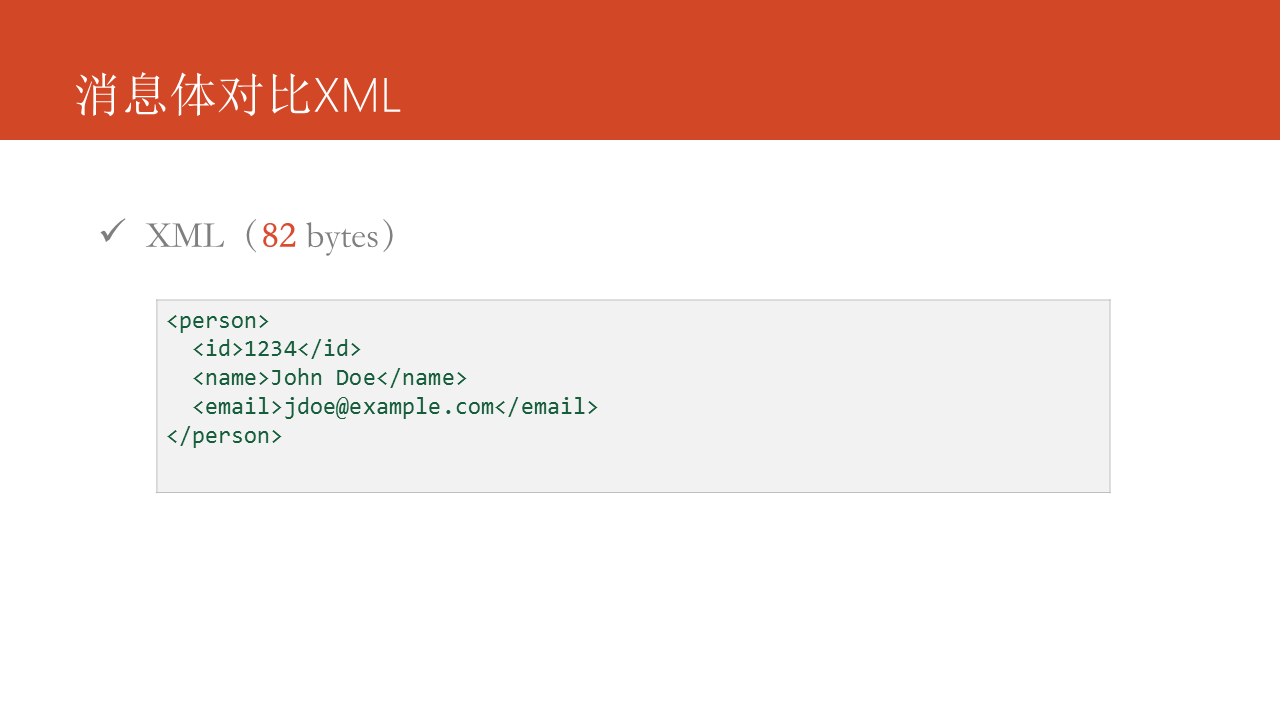 消息体对比XML
XML（82 bytes）
<person>
  <id>1234</id>
  <name>John Doe</name>
  <email>jdoe@example.com</email>
</person>